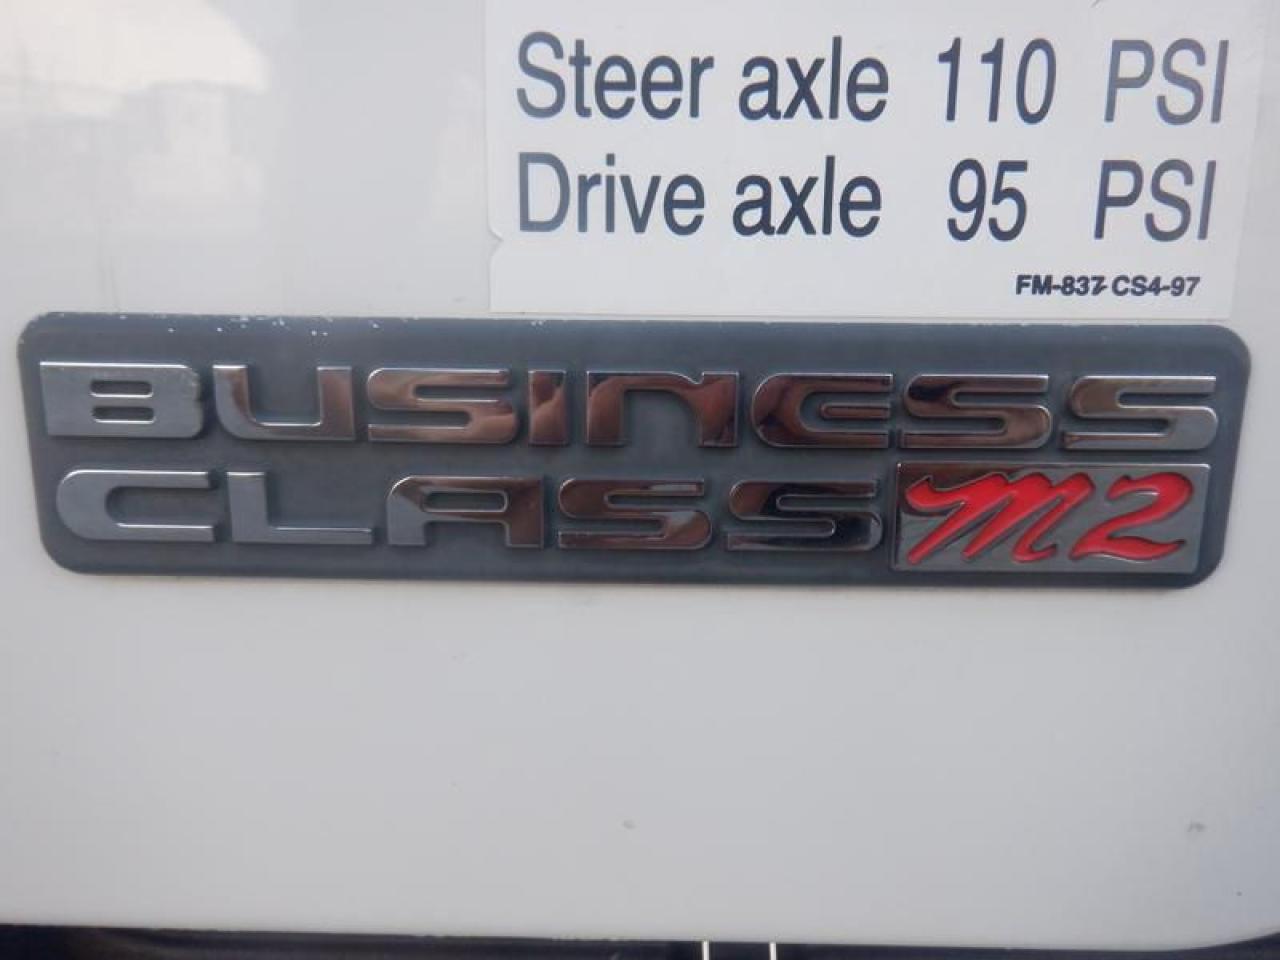 Steer axle 110 PSI
Drive axle 95 PSI
FM-837 CS4-97
BUSINESS
CLASS M2